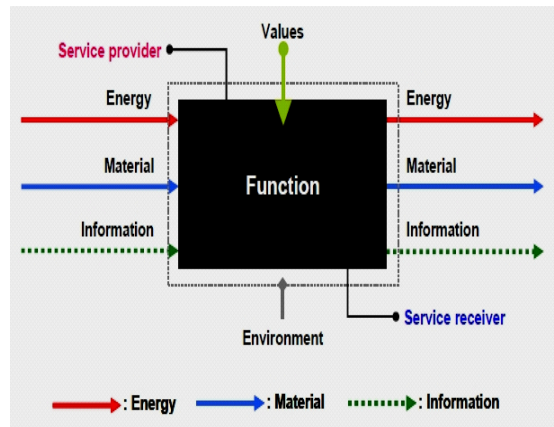 Values
Service provider
Energy
Energy
Material
Material
Function
Information
Information
Service receiver
Environment
: Energy
: Material
: Information